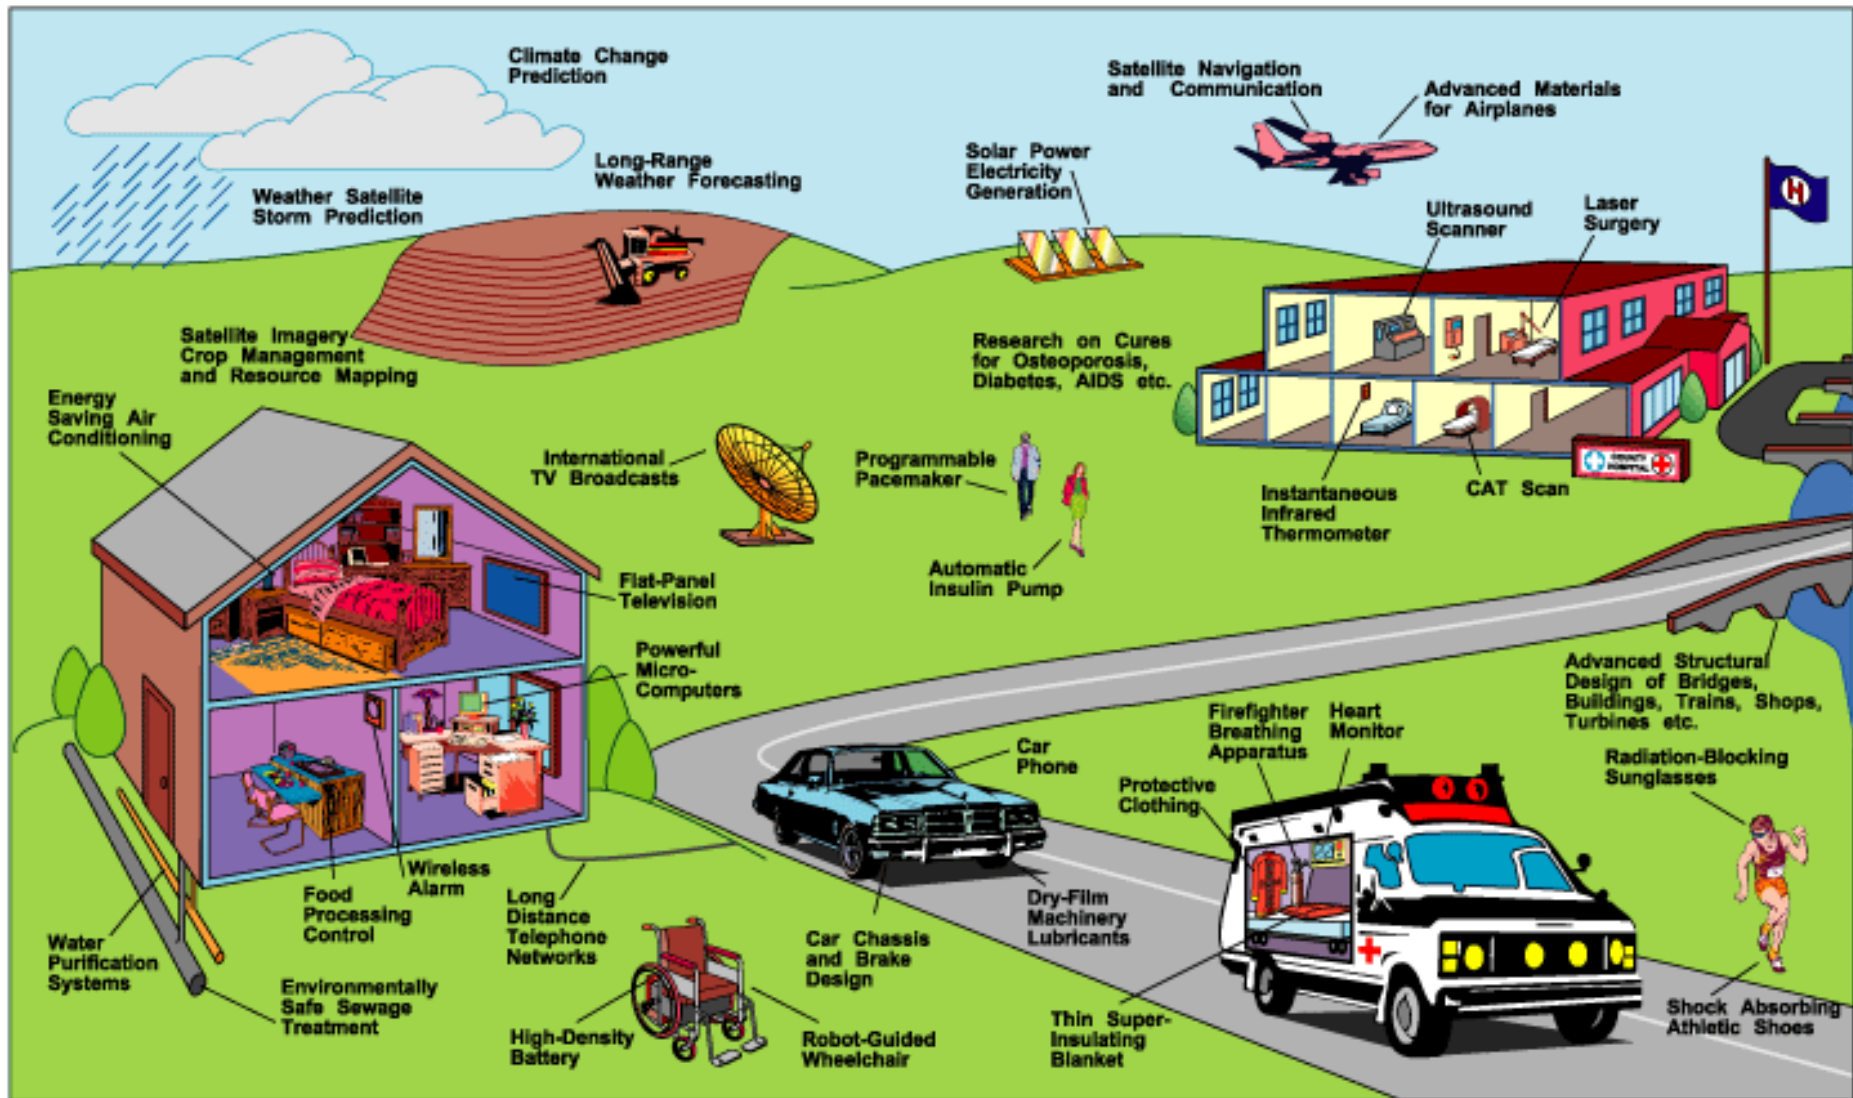 Climate Change
Prediction
Satellite Navigation
and Communication
Advanced Materials
for Airplanes
Long-Range
Weather Forecasting
Solar Power
Electricity
Generation
Weather Satellite
Storm Prediction
H
Ultrasound
Scanner
Laser
Surgery
Satellite Imagery
Crop Management
and Resource Mapping
Research on Cures
for Osteoporosis,
Diabetes, AIDS etc.
Energy
Saving Air
Conditioning
International
TV Broadcasts
Programmable
Pacemaker
COUNTY
HOSPITAL
Instantaneous
Infrared
Thermometer
CAT Scan
Automatic
Insulin Pump
Flat-Panel
Television
Powerful
Micro-
Computers
Advanced Structural
Design of Bridges,
Buildings, Trains, Shops,
Turbines etc.
Firefighter
Breathing
Apparatus
Heart
Monitor
Car
Phone
Protective
Clothing
Radiation-Blocking
Sunglasses
Wireless
Alarm
Food
Processing
Control
Long
Distance
Telephone
Networks
Dry-Film
Machinery
Lubricants
Car Chassis
and Brake
Design
Water
Purification
Systems
Environmentally
Safe Sewage
Treatment
High-Density
Battery
Robot-Guided
Wheelchair
Thin Super-
Insulating
Blanket
Shock Absorbing
Athletic Shoes